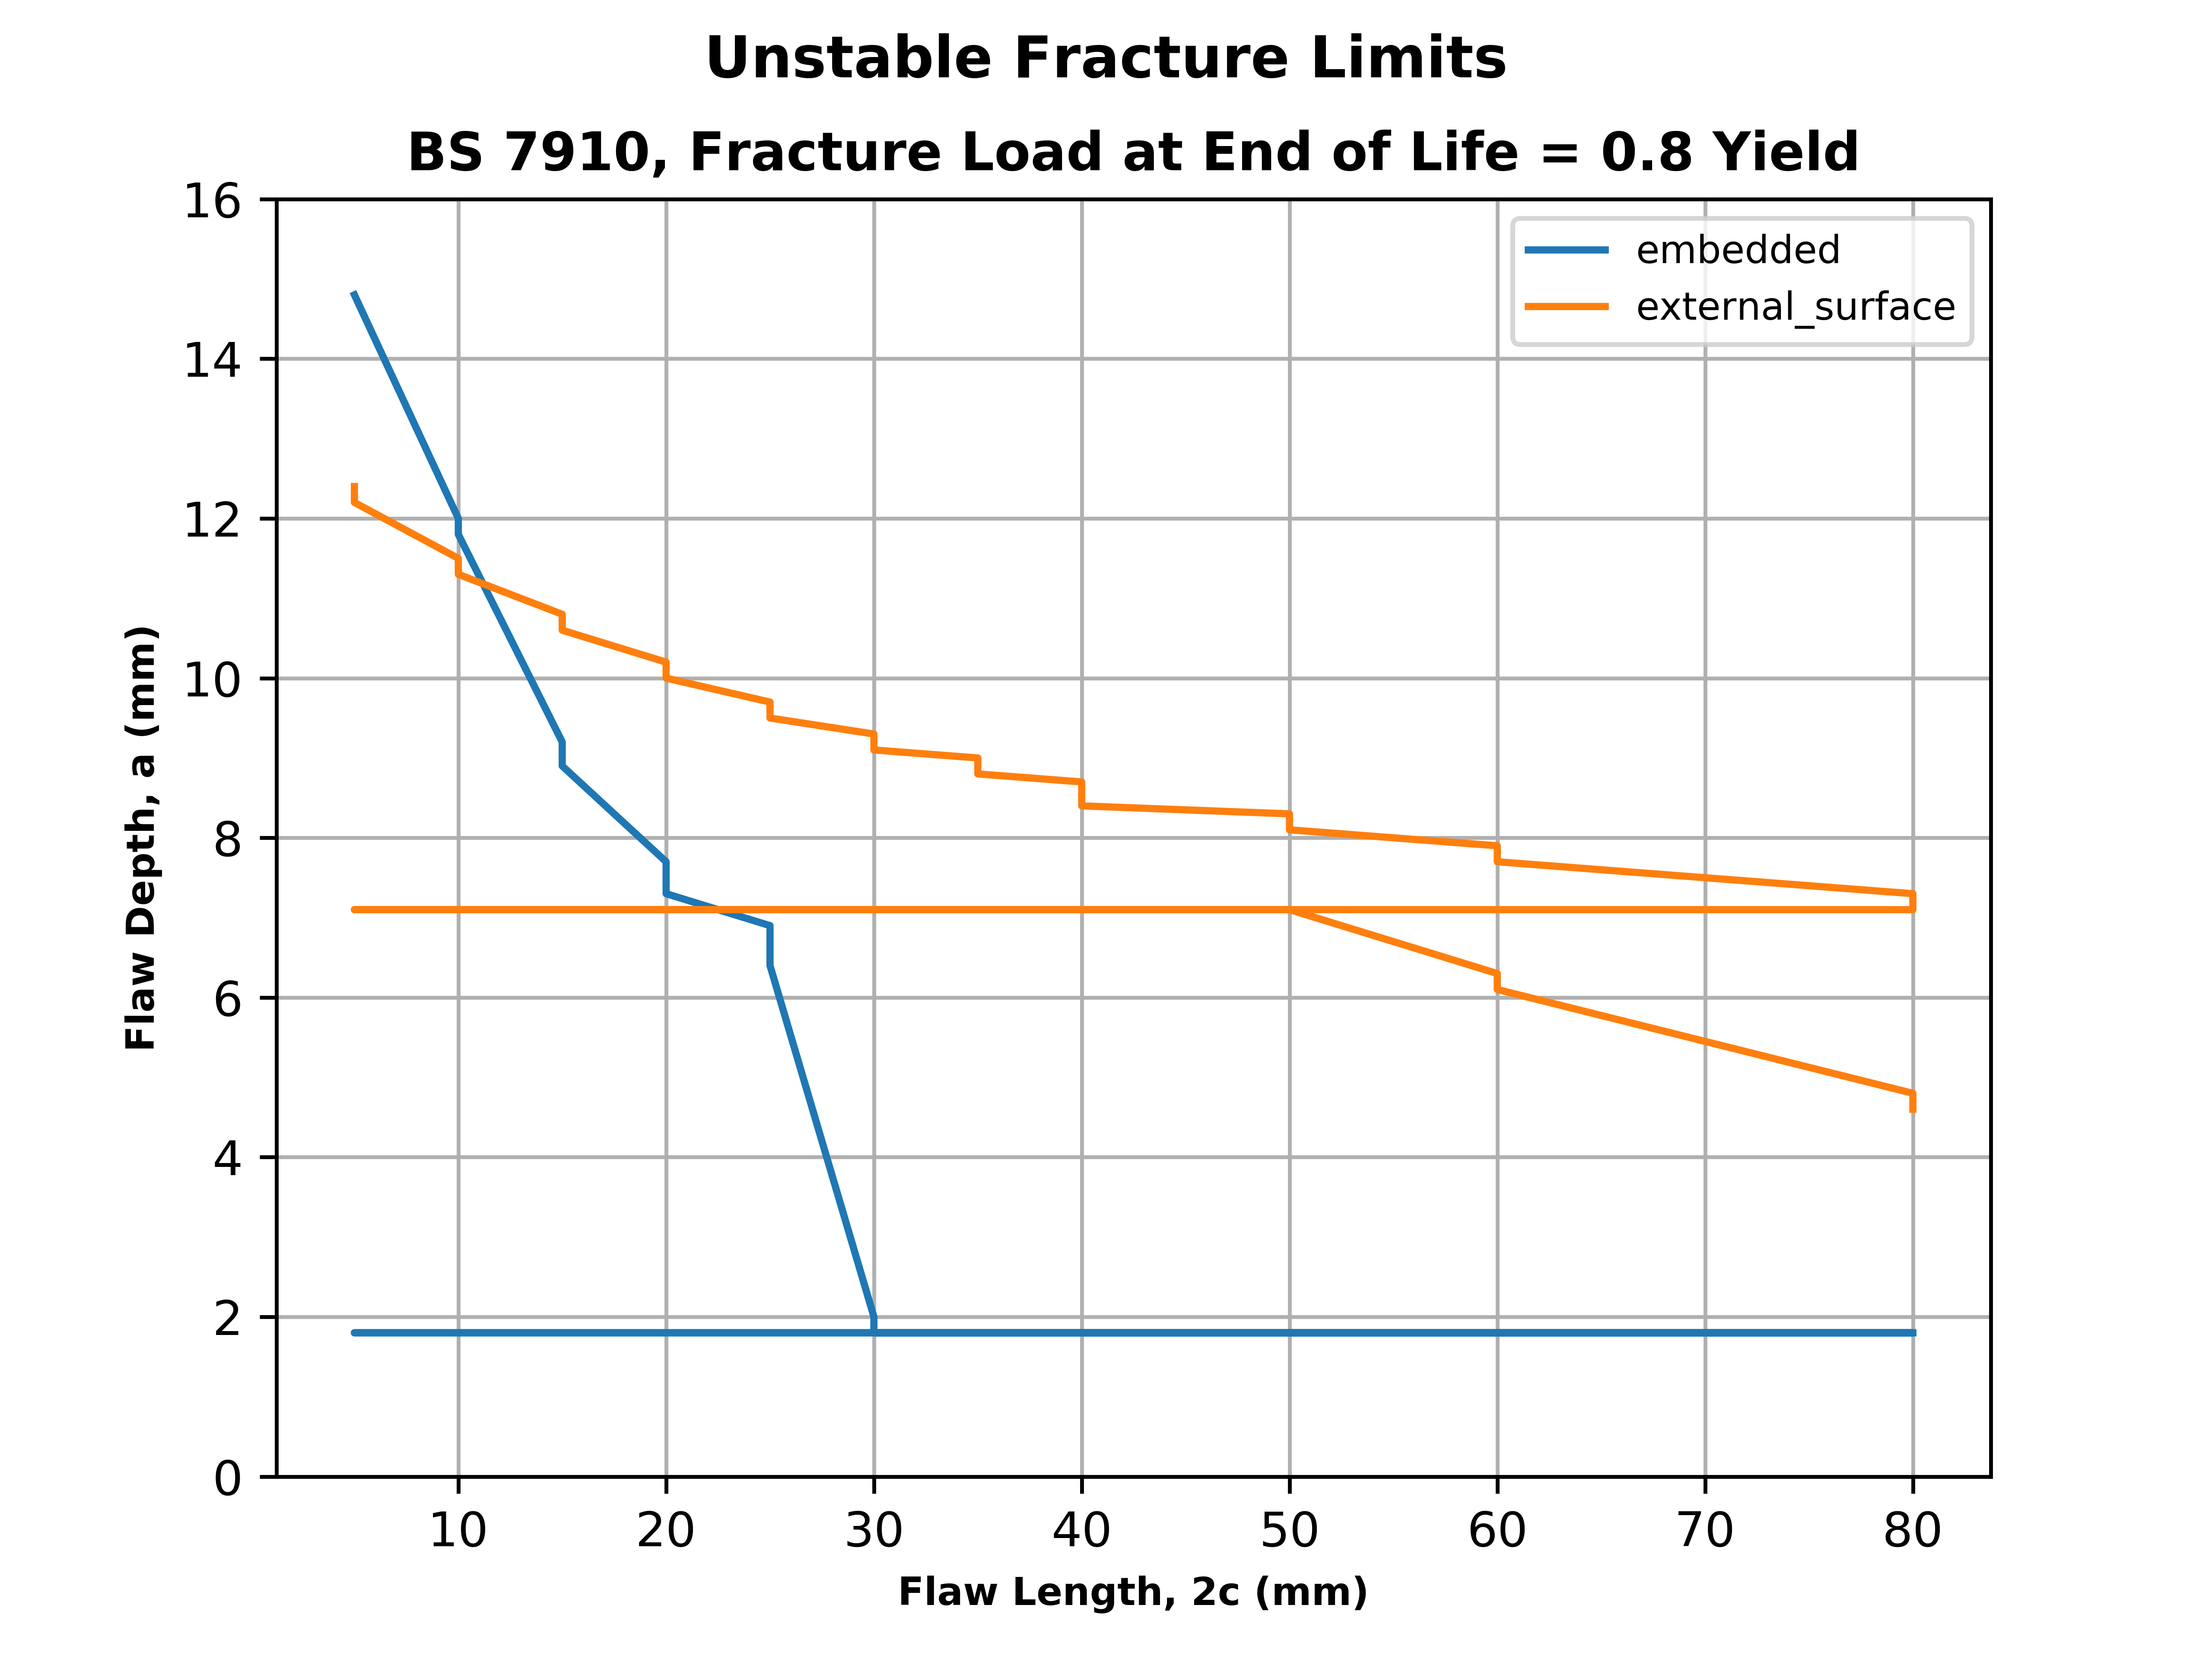 Unstable Fracture Limits
BS 7910, Fracture Load at End of Life = 0.8 Yield
embedded
external_surface
Flaw Depth, a (mm)
16
14
12
10
8
6
4
2
0
10 20 30 40 50 60 70 80
Flaw Length, 2c (mm)